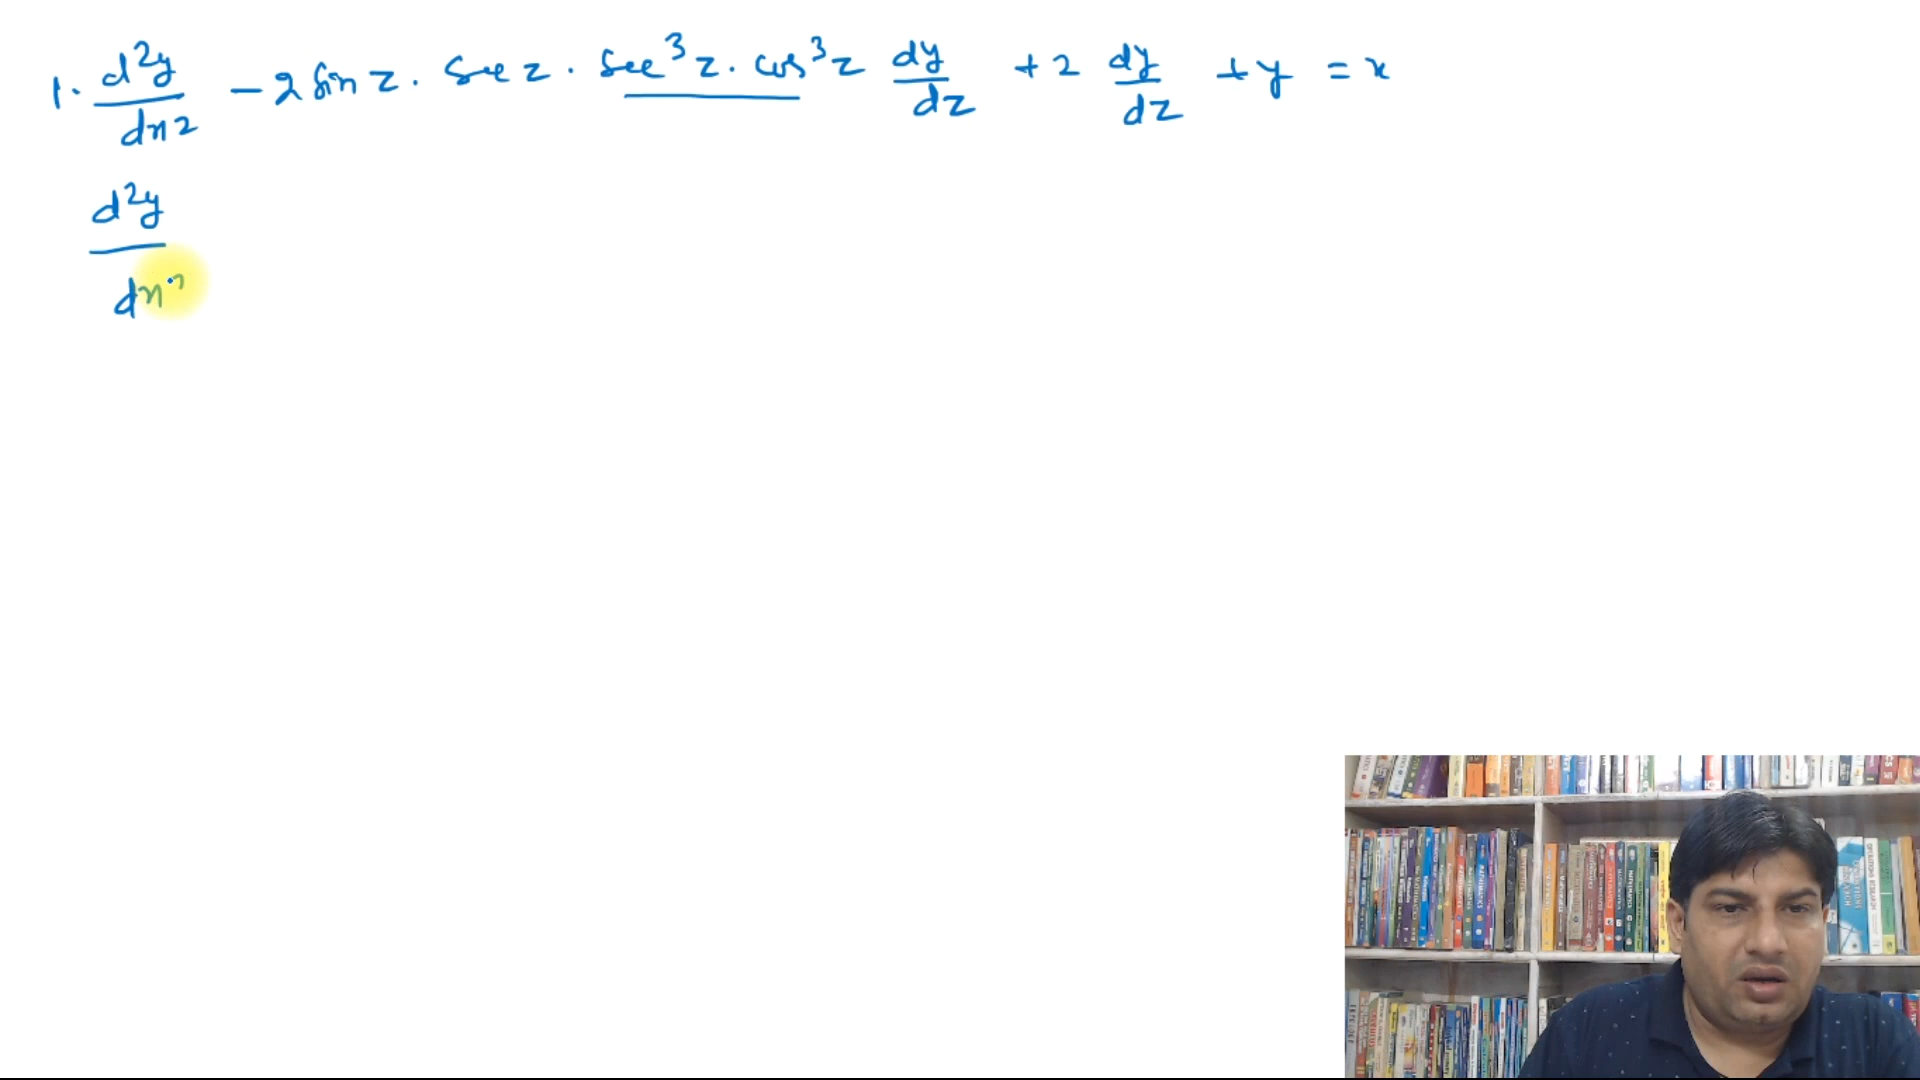 1. d²y/dx2 - 2 sin z . sec z . sec³z . cos³z dy/dz + 2 dy/dz + y = x
d²y/dx²